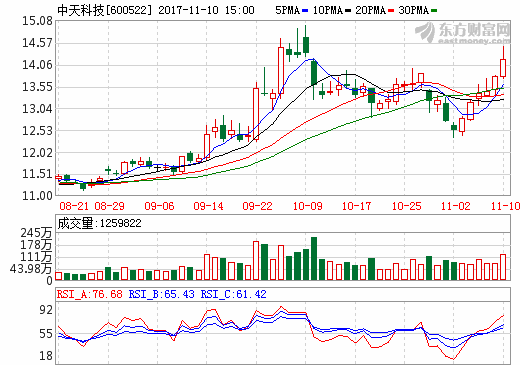 中天科技[600522] 2017-11-10 15:00 5PMA 10PMA 20PMA 30PMA
东方财富网
eastmoney.com
15.08
14.57
14.06
13.55
13.04
12.53
12.02
11.51
11.00
08-21 08-29 09-06 09-14 09-22 10-09 10-17 10-25 11-02 11-10
成交量:1259822
245万
178万
111万
43.98万
0
RSI_A:76.68 RSI_B:65.43 RSI_C:61.42
92
55
18